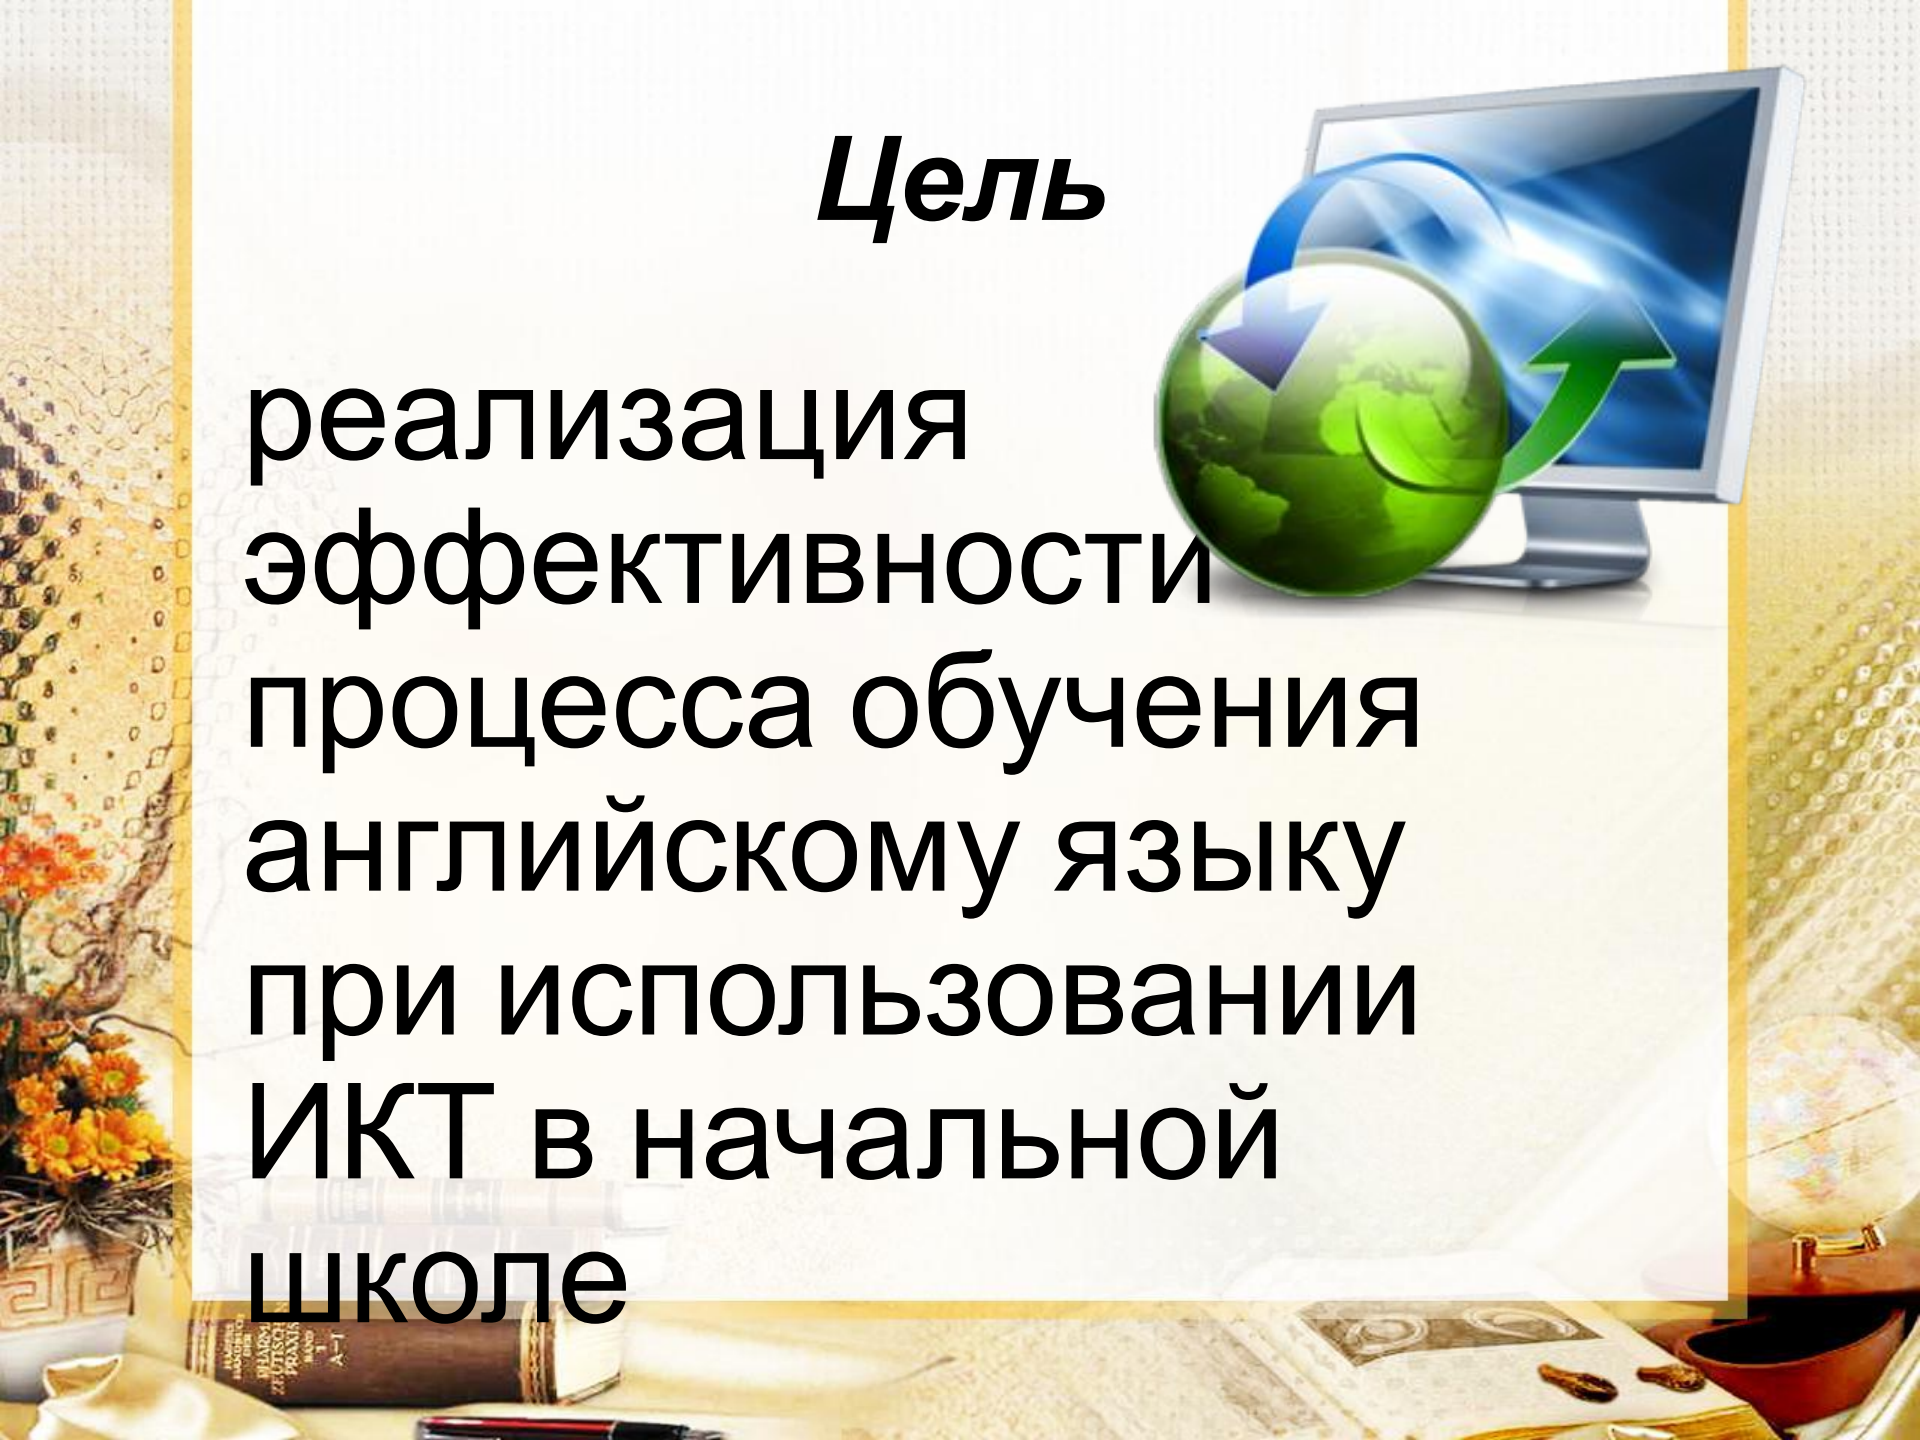 Цель
реализация
эффективности
процесса обучения
английскому языку
при использовании
ИКТ в начальной
школе